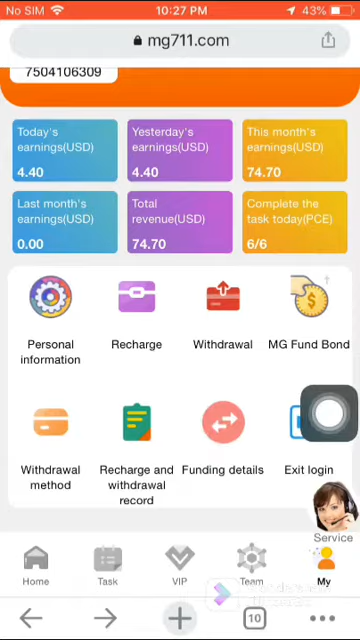 No SIM
10:27 PM
43%
mg711.com
7504106309
Today's
earnings(USD)
4.40
Yesterday's
earnings(USD)
4.40
This month's
earnings(USD)
74.70
Last month's
earnings(USD)
0.00
Total
revenue(USD)
74.70
Complete the
task today(PCE)
6/6
Personal
information
Recharge
Withdrawal
MG Fund Bond
Withdrawal
method
Recharge and
withdrawal
record
Funding details
Exit login
Service
Home
Task
VIP
Team
My
10